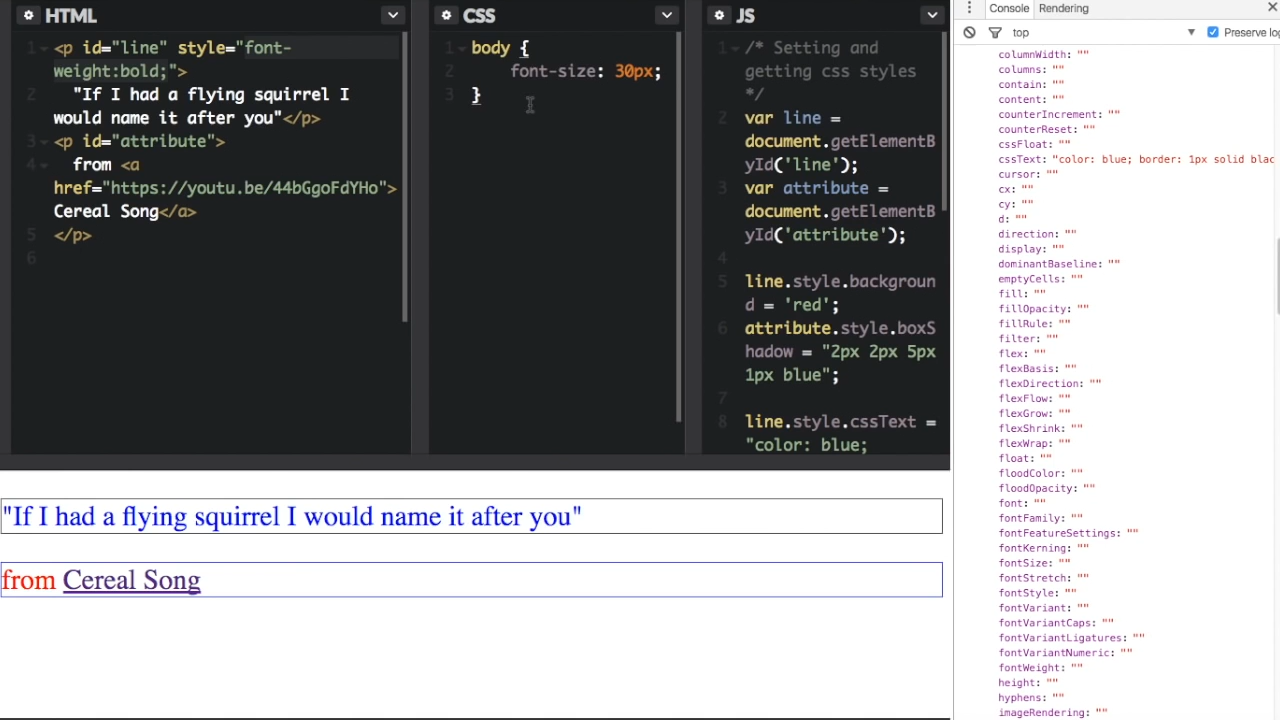 HTML
1 <p id="line" style="font-
weight:bold;">
2 "If I had a flying squirrel I
would name it after you"</p>
3 <p id="attribute">
4 from <a
href="https://youtu.be/44bGgoFdYHo">
Cereal Song</a>
5 </p>
6
CSS
1 body {
2 font-size: 30px;
3 }
JS
1 /* Setting and
getting css styles
*/
2 var line =
document.getElementB
yId('line');
3 var attribute =
document.getElementB
yId('attribute');
4
5 line.style.backgroun
d = 'red';
6 attribute.style.boxS
hadow = "2px 2px 5px
1px blue";
7
8 line.style.cssText =
"color: blue;
"If I had a flying squirrel I would name it after you"
from Cereal Song
Console Rendering
top Preserve log
columnWidth: ""
columns: ""
contain: ""
content: ""
counterIncrement: ""
counterReset: ""
cssFloat: ""
cssText: "color: blue; border: 1px solid blac
cursor: ""
cx: ""
cy: ""
d: ""
direction: ""
display: ""
dominantBaseline: ""
emptyCells: ""
fill: ""
fillOpacity: ""
fillRule: ""
filter: ""
flex: ""
flexBasis: ""
flexDirection: ""
flexFlow: ""
flexGrow: ""
flexShrink: ""
flexWrap: ""
float: ""
floodColor: ""
floodOpacity: ""
font: ""
fontFamily: ""
fontFeatureSettings: ""
fontKerning: ""
fontSize: ""
fontStretch: ""
fontStyle: ""
fontVariant: ""
fontVariantCaps: ""
fontVariantLigatures: ""
fontVariantNumeric: ""
fontWeight: ""
height: ""
hyphens: ""
imageRendering: ""